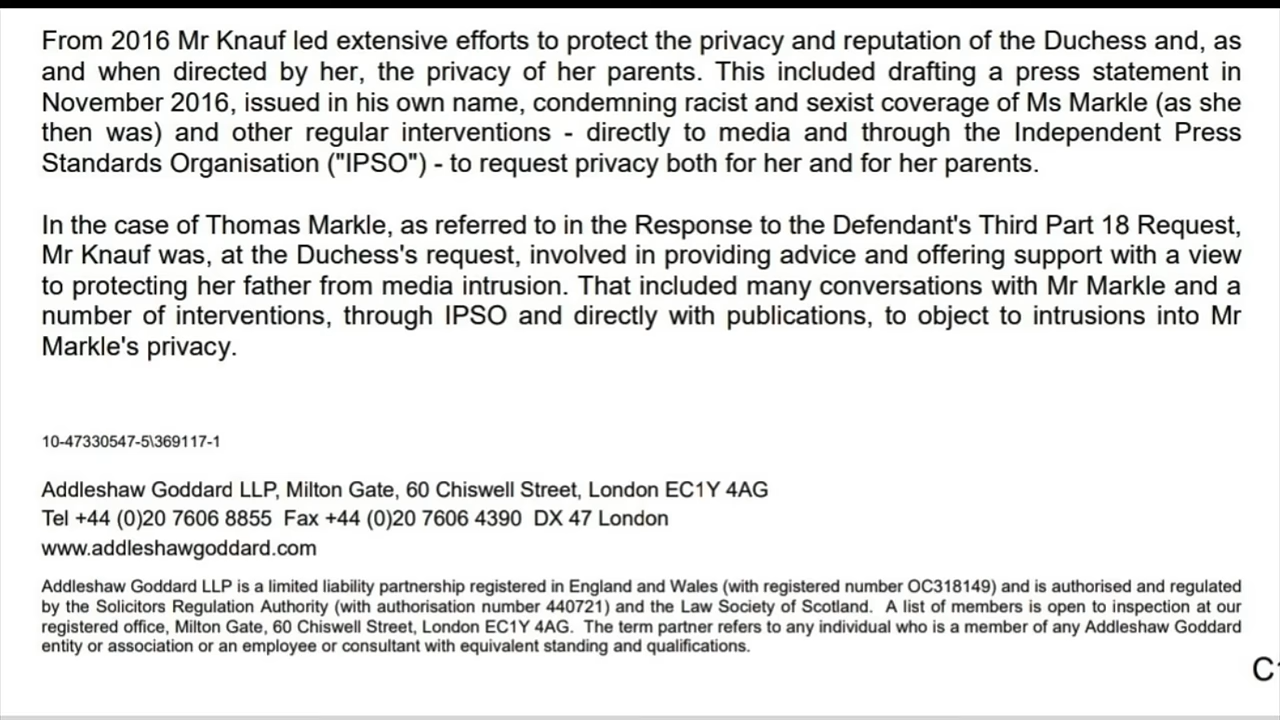 From 2016 Mr Knauf led extensive efforts to protect the privacy and reputation of the Duchess and, as
and when directed by her, the privacy of her parents. This included drafting a press statement in
November 2016, issued in his own name, condemning racist and sexist coverage of Ms Markle (as she
then was) and other regular interventions - directly to media and through the Independent Press
Standards Organisation ("IPSO") - to request privacy both for her and for her parents.
In the case of Thomas Markle, as referred to in the Response to the Defendant's Third Part 18 Request,
Mr Knauf was, at the Duchess's request, involved in providing advice and offering support with a view
to protecting her father from media intrusion. That included many conversations with Mr Markle and a
number of interventions, through IPSO and directly with publications, to object to intrusions into Mr
Markle's privacy.
10-47330547-5\369117-1
Addleshaw Goddard LLP, Milton Gate, 60 Chiswell Street, London EC1Y 4AG
Tel +44 (0)20 7606 8855 Fax +44 (0)20 7606 4390 DX 47 London
www.addleshawgoddard.com
Addleshaw Goddard LLP is a limited liability partnership registered in England and Wales (with registered number OC318149) and is authorised and regulated
by the Solicitors Regulation Authority (with authorisation number 440721) and the Law Society of Scotland. A list of members is open to inspection at our
registered office, Milton Gate, 60 Chiswell Street, London EC1Y 4AG. The term partner refers to any individual who is a member of any Addleshaw Goddard
entity or association or an employee or consultant with equivalent standing and qualifications.